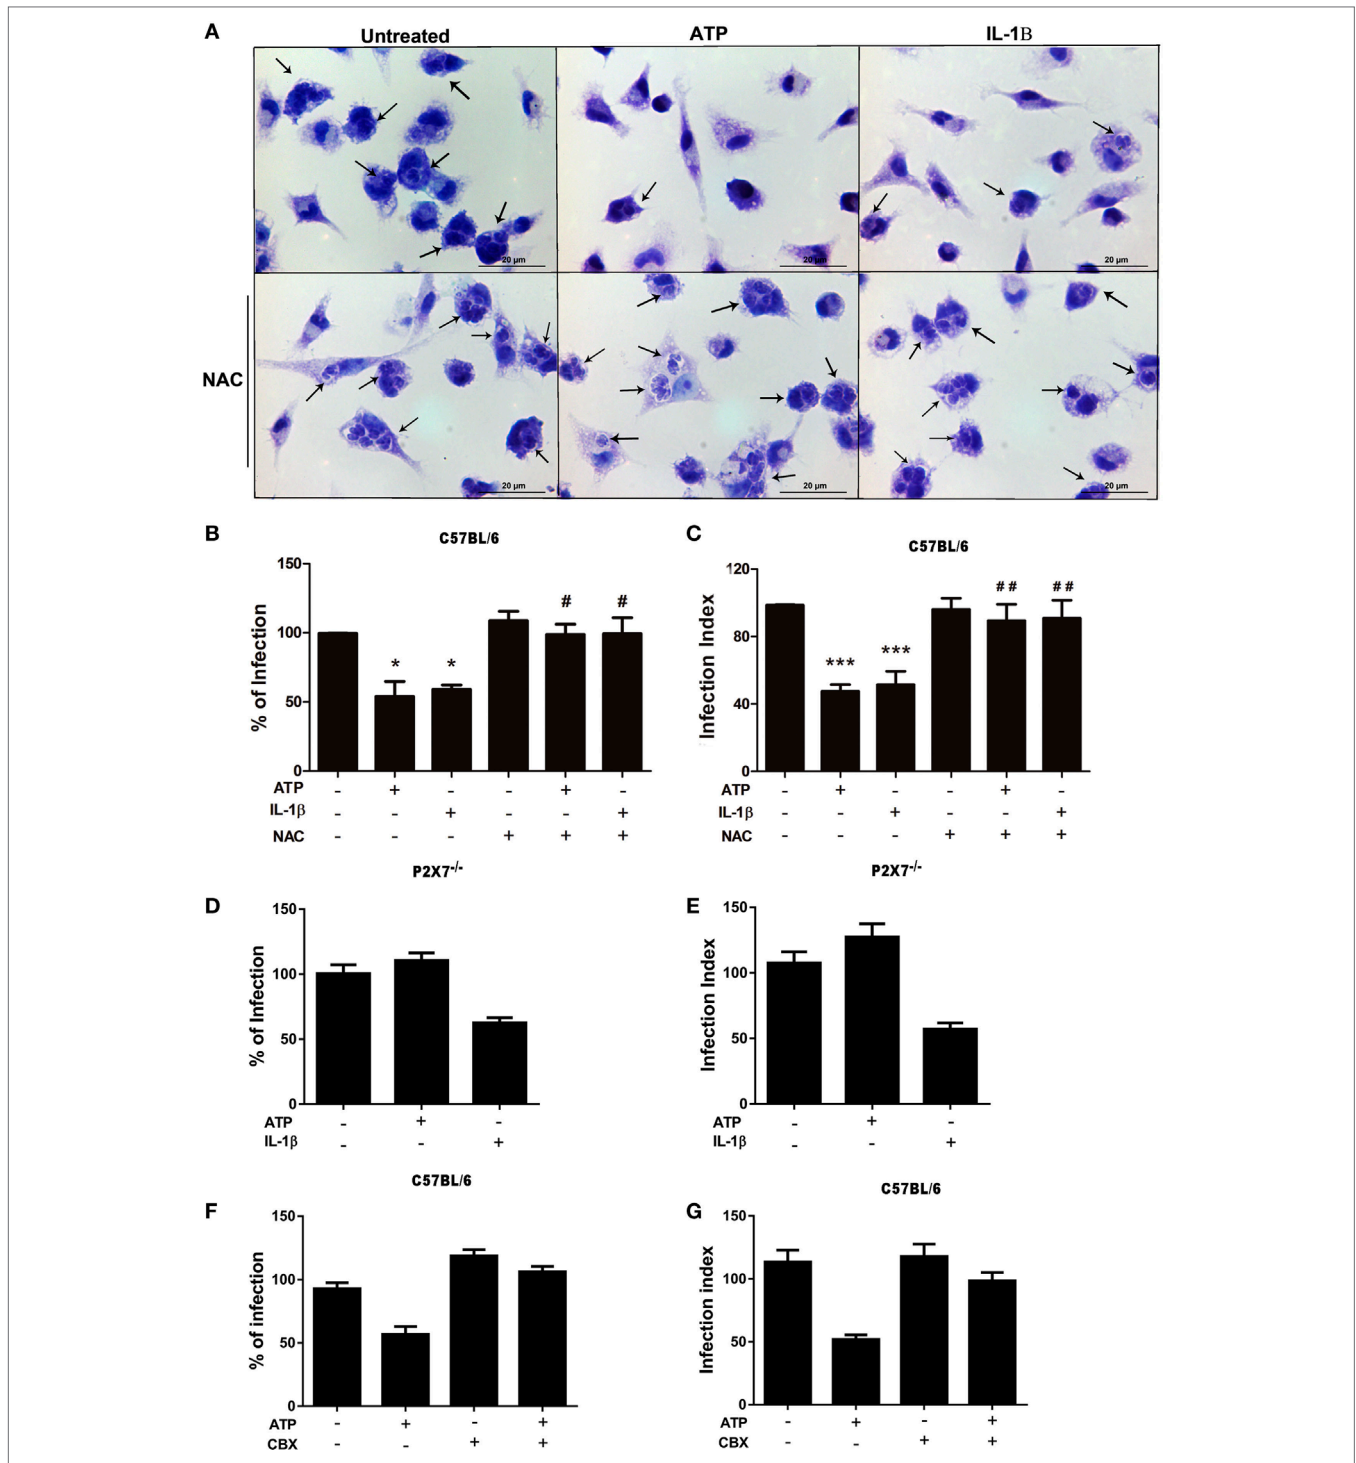 A
Untreated
ATP
IL-1B
20 µm
20 µm
20 µm
NAC
20 µm
20 µm
20 µm
B
C57BL/6
% of Infection
150
100
50
0
* * # #
ATP - + - - + -
IL-1β - - + - - +
NAC - - - + + +
C
C57BL/6
Infection Index
120
80
40
0
*** *** ## ##
ATP - + - - + -
IL-1β - - + - - +
NAC - - - + + +
D
P2X7-/-
% of Infection
150
100
50
0
ATP - + -
IL-1β - - +
E
P2X7-/-
Infection Index
150
100
50
0
ATP - + -
IL-1β - - +
F
C57BL/6
% of infection
150
100
50
0
ATP - + - +
CBX - - + +
G
C57BL/6
Infection index
150
100
50
0
ATP - + - +
CBX - - + +